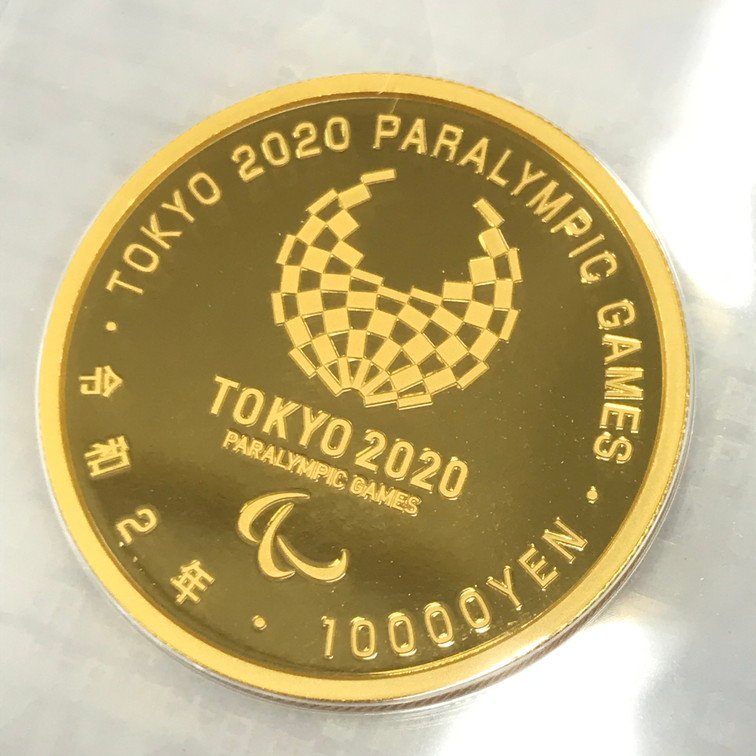 TOKYO 2020 PARALYMPIC GAMES
TOKYO 2020
PARALYMPIC GAMES
令和2年・10000YEN・